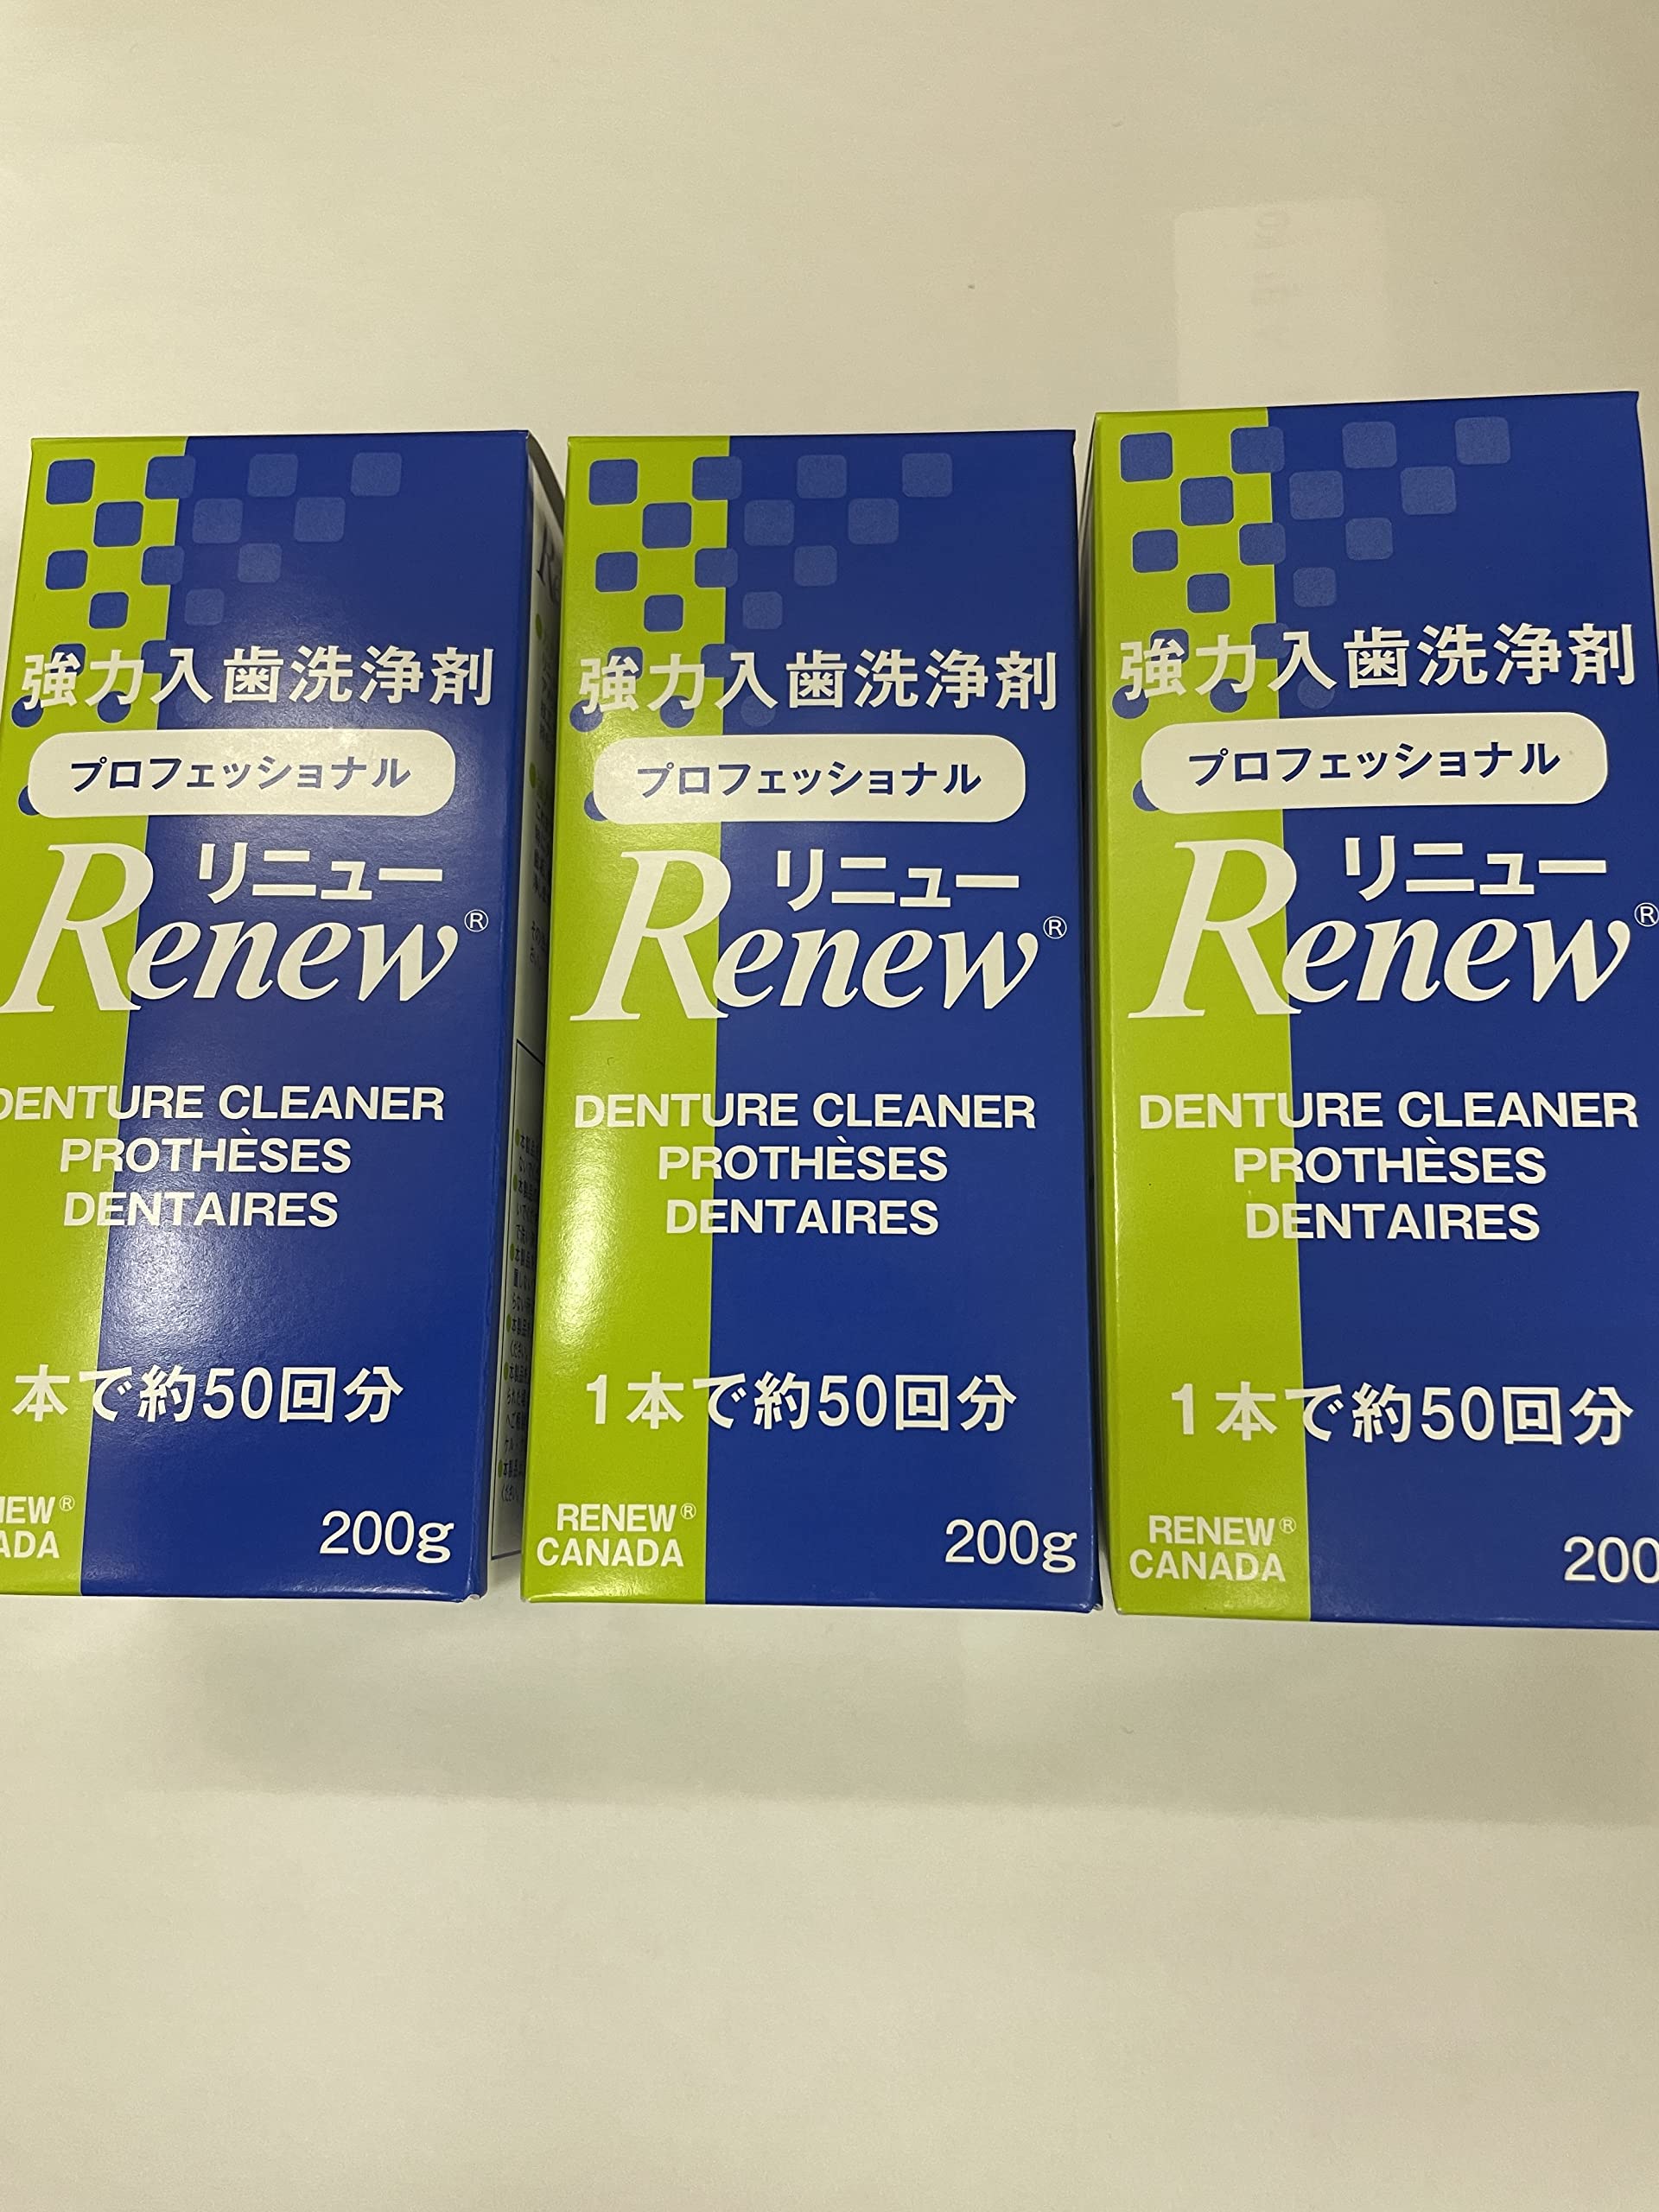 強力入歯洗浄剤
プロフェッショナル
リニュー
Renew®
DENTURE CLEANER
PROTHÈSES
DENTAIRES
本で約50回分
200g
強力入歯洗浄剤
プロフェッショナル
リニュー
Renew®
DENTURE CLEANER
PROTHÈSES
DENTAIRES
1本で約50回分
RENEW®
CANADA
200g
強力入歯洗浄剤
プロフェッショナル
リニュー
Renew®
DENTURE CLEANER
PROTHÈSES
DENTAIRES
1本で約50回分
RENEW®
CANADA
200